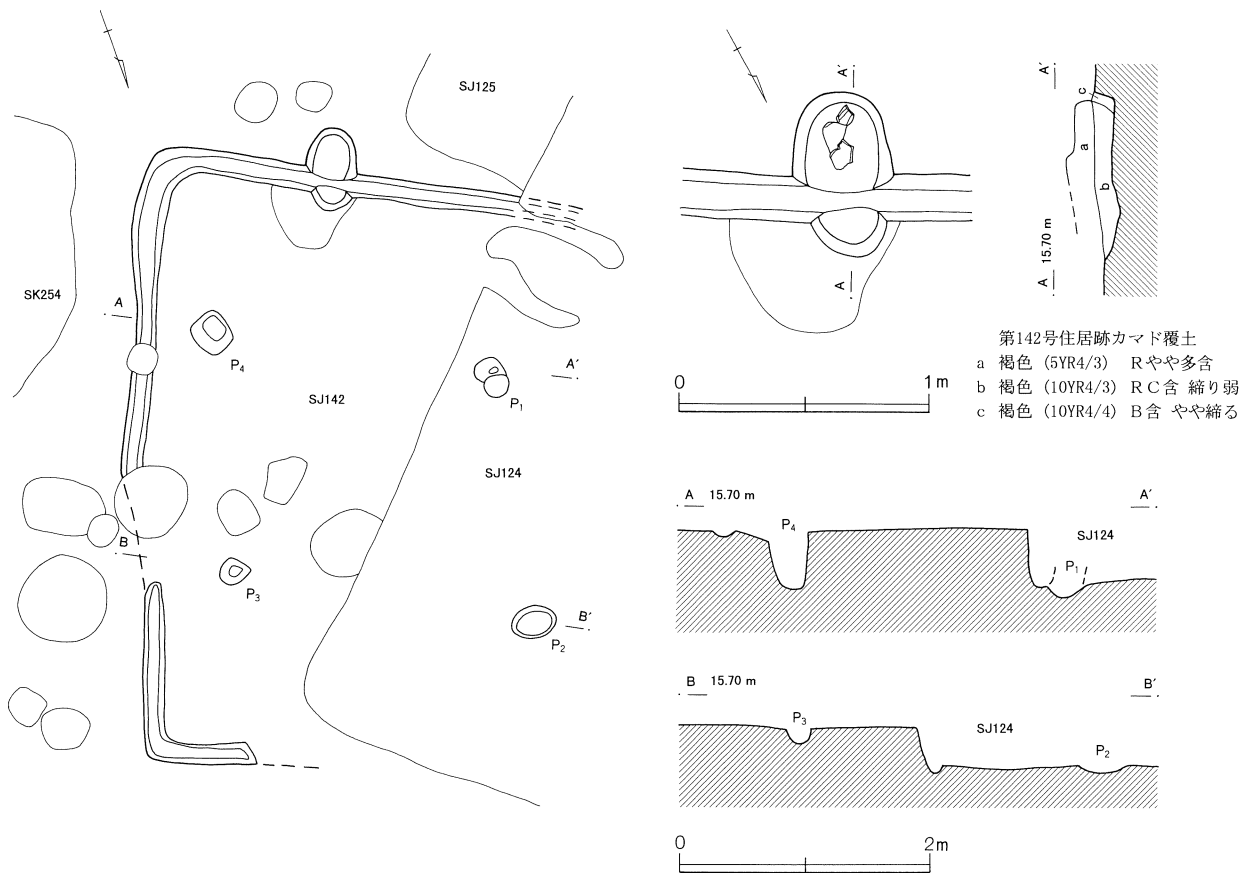 SJ125
SK254
A
P4
A′
P1
SJ142
SJ124
B
P3
B′
P2
A′
A
A′
c
a
b
15.70 m
A
第142号住居跡カマド覆土
a 褐色 (5YR4/3) Rやや多含
b 褐色 (10YR4/3) RC含 締り弱
c 褐色 (10YR4/4) B含 やや締る
0 1m
A 15.70 m A′
P4
SJ124
P1
B 15.70 m B′
P3
SJ124
P2
0 2m